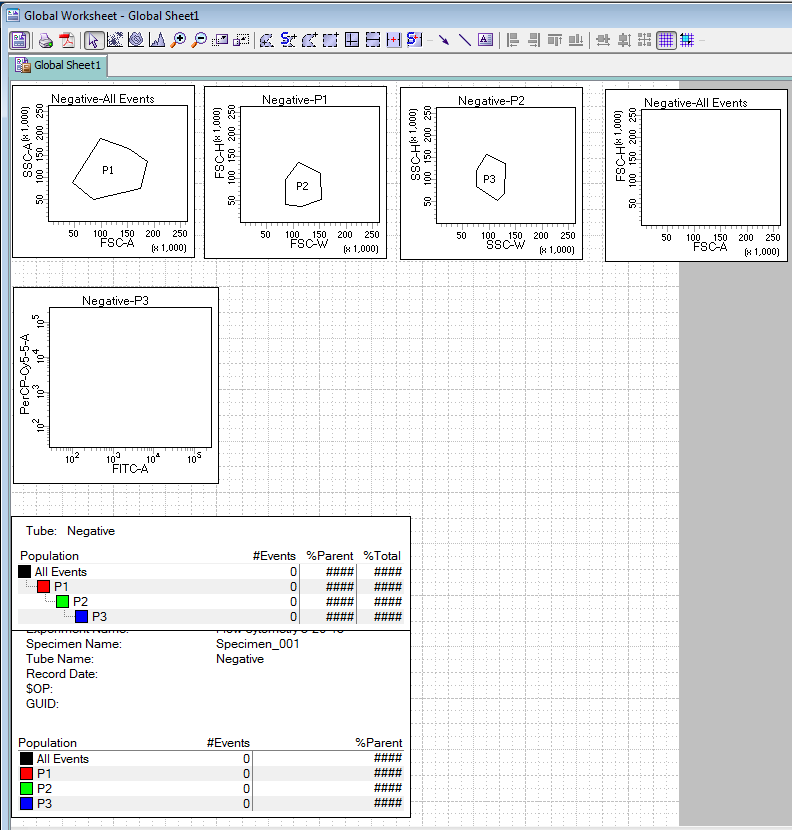 Global Worksheet - Global Sheet1
Global Sheet1
Negative-All Events
SSC-A (x 1,000)
50 100 150 200 250
P1
50 100 150 200 250
FSC-A
(x 1,000)
Negative-P1
FSC-H (x 1,000)
50 100 150 200 250
P2
50 100 150 200 250
FSC-W
(x 1,000)
Negative-P2
SSC-H (x 1,000)
50 100 150 200 250
P3
50 100 150 200 250
SSC-W
(x 1,000)
Negative-All Events
FSC-H (x 1,000)
50 100 150 200 250
50 100 150 200 250
FSC-A
(x 1,000)
Negative-P3
PerCP-Cy5-5-A
10^2 10^3 10^4 10^5
10^2 10^3 10^4 10^5
FITC-A
Tube: Negative
Population #Events %Parent %Total
All Events 0 #### ####
P1 0 #### ####
P2 0 #### ####
P3 0 #### ####
Experiment Name:
Specimen Name: Specimen_001
Tube Name: Negative
Record Date:
$OP:
GUID:
Population #Events %Parent
All Events 0 ####
P1 0 ####
P2 0 ####
P3 0 ####